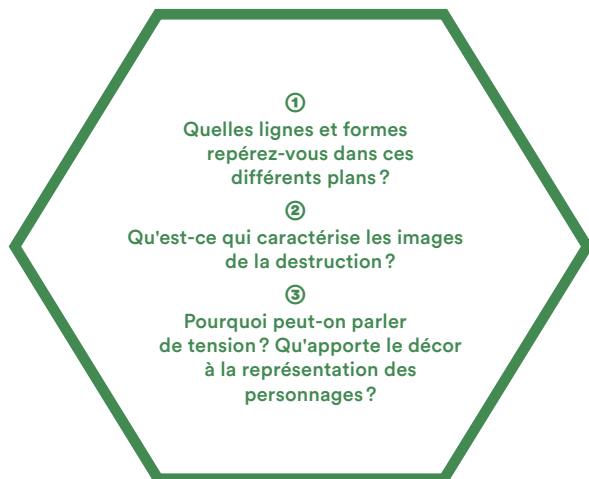 ①
Quelles lignes et formes
repérez-vous dans ces
différents plans ?
②
Qu'est-ce qui caractérise les images
de la destruction ?
③
Pourquoi peut-on parler
de tension ? Qu'apporte le décor
à la représentation des
personnages ?